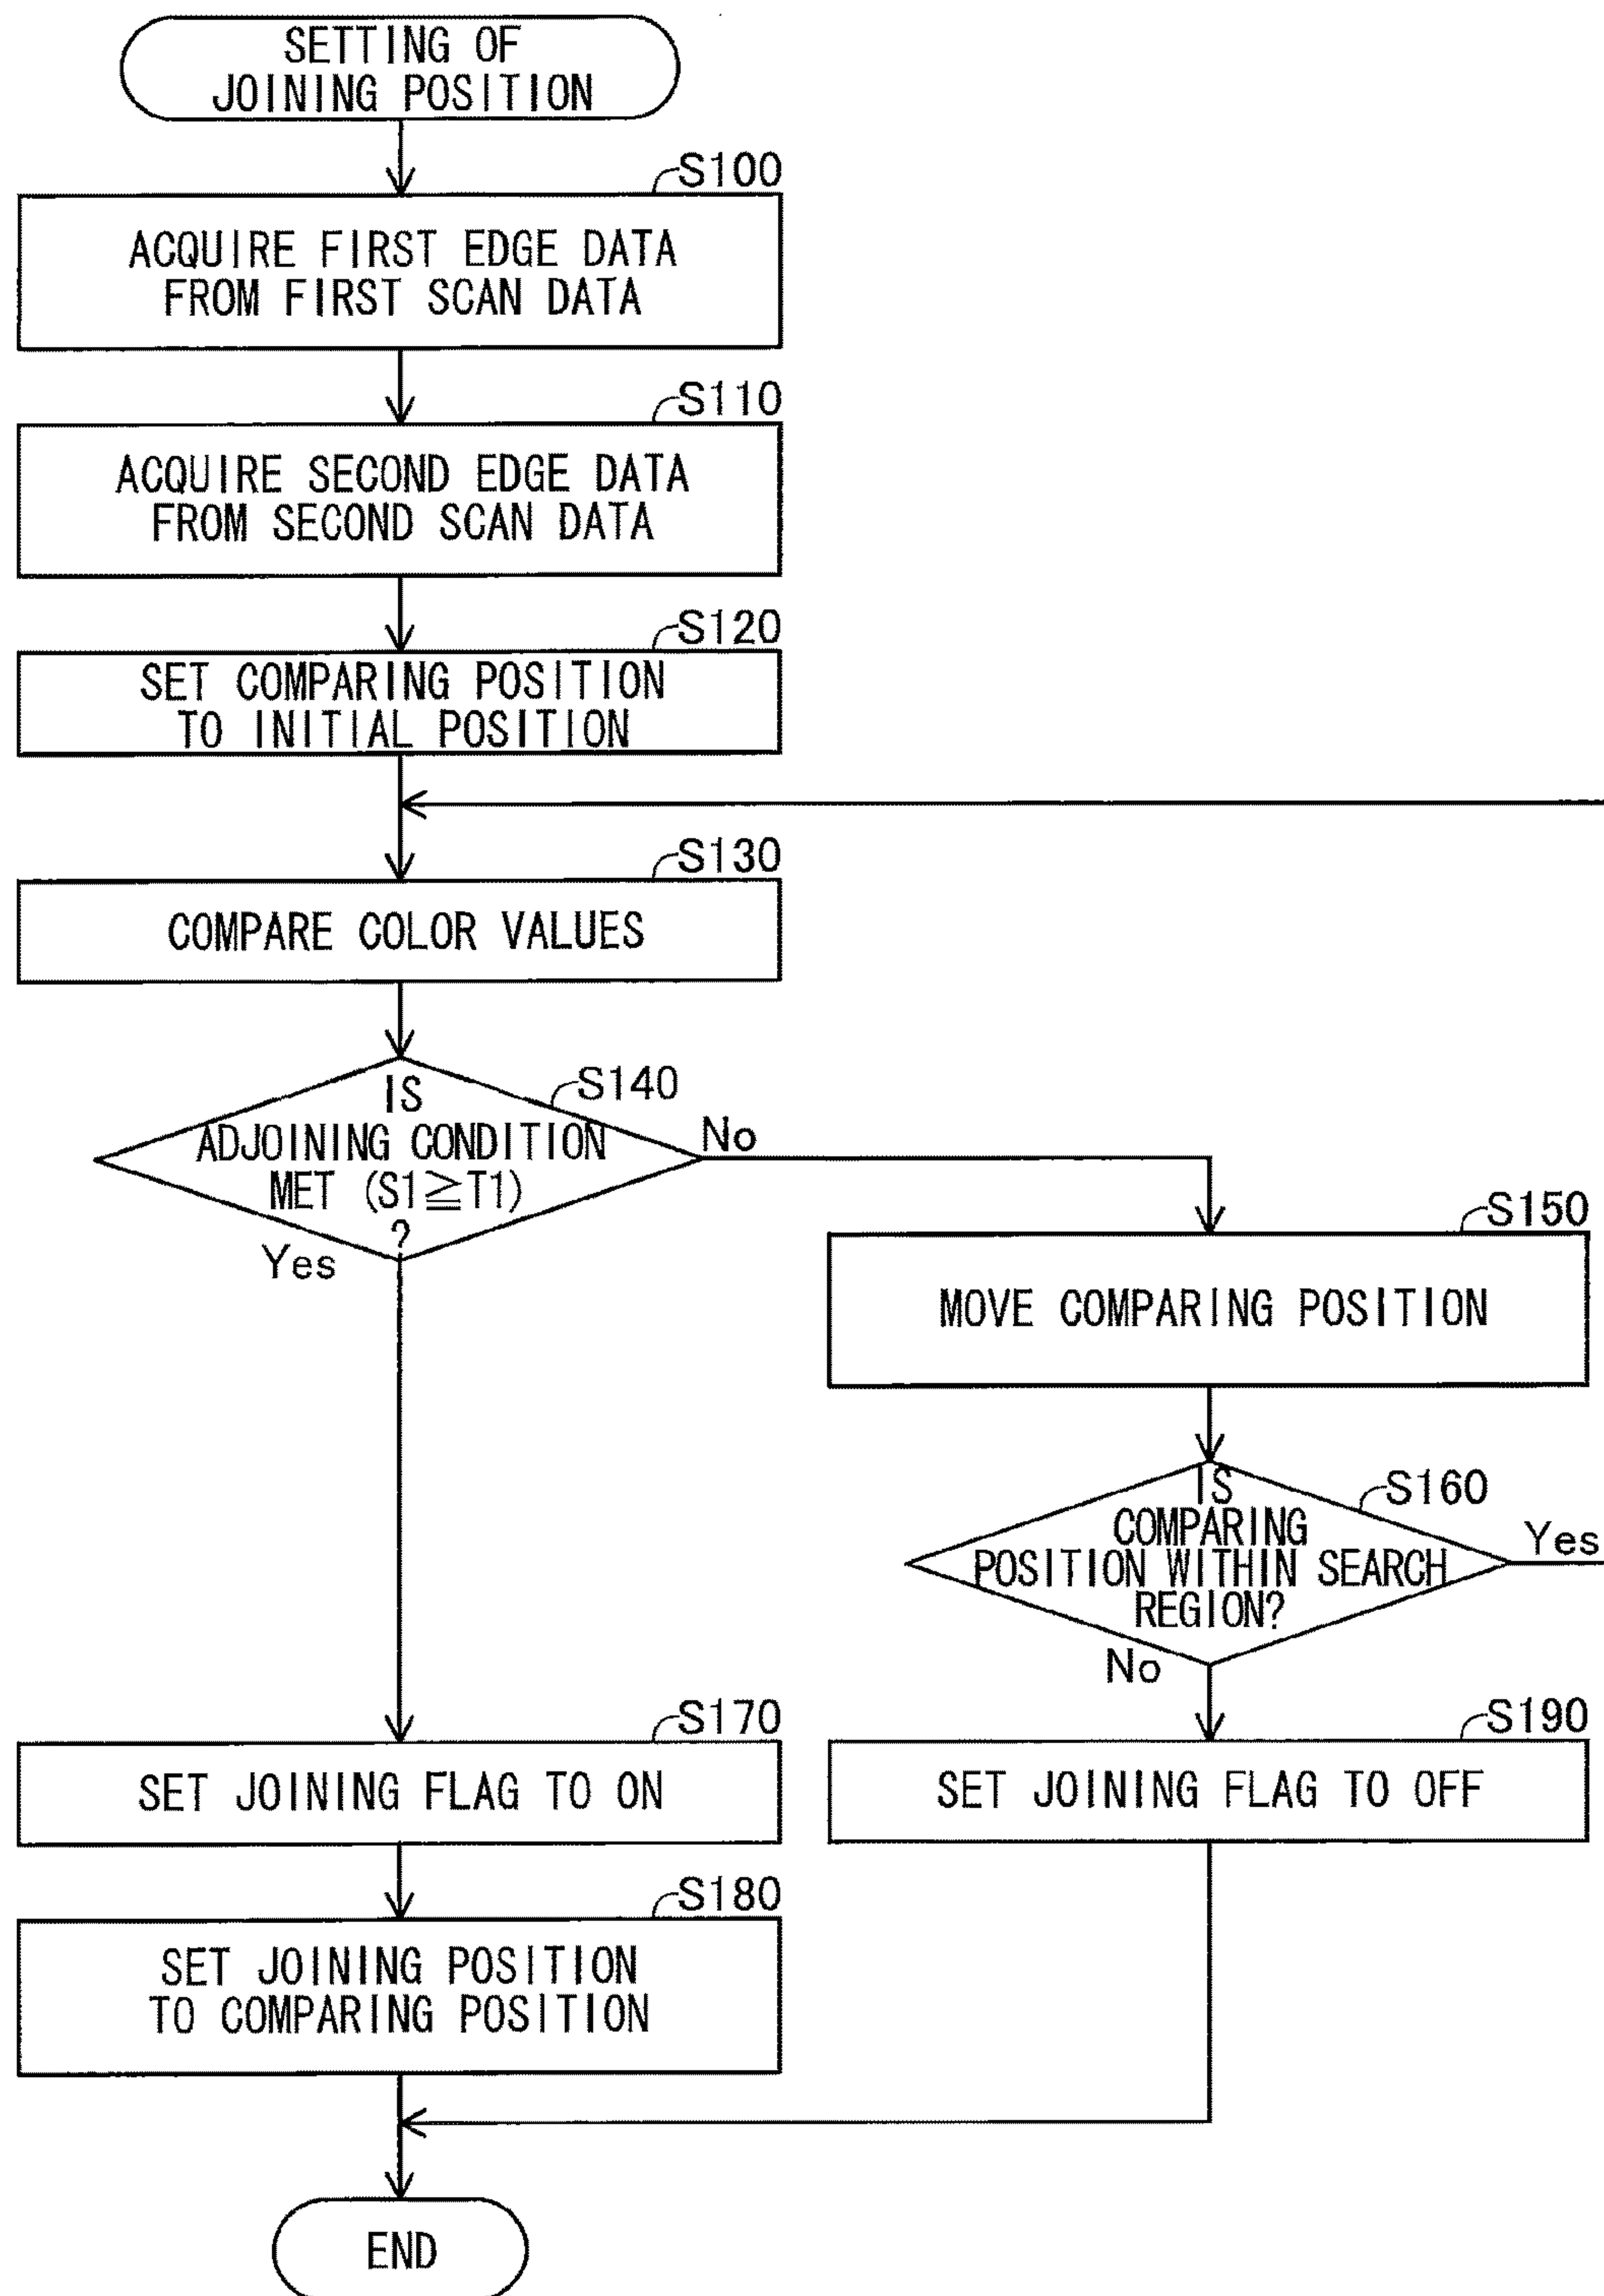 SETTING OF
JOINING POSITION
S100
ACQUIRE FIRST EDGE DATA
FROM FIRST SCAN DATA
S110
ACQUIRE SECOND EDGE DATA
FROM SECOND SCAN DATA
S120
SET COMPARING POSITION
TO INITIAL POSITION
S130
COMPARE COLOR VALUES
S140
IS
ADJOINING CONDITION
MET (S1≧T1)
?
No
Yes
S150
MOVE COMPARING POSITION
S160
IS
COMPARING
POSITION WITHIN SEARCH
REGION?
Yes
No
S170
SET JOINING FLAG TO ON
S190
SET JOINING FLAG TO OFF
S180
SET JOINING POSITION
TO COMPARING POSITION
END